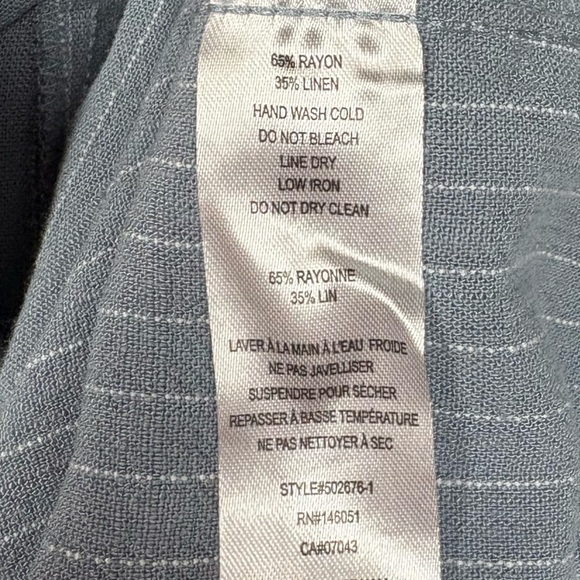 65% RAYON
35% LINEN
HAND WASH COLD
DO NOT BLEACH
LINE DRY
LOW IRON
DO NOT DRY CLEAN
65% RAYONNE
35% LIN
LAVER À LA MAIN À L'EAU FROIDE
NE PAS JAVELLISER
SUSPENDRE POUR SÉCHER
REPASSER À BASSE TEMPÉRATURE
NE PAS NETTOYER À SEC
STYLE#502676-1
RN#146051
CA#07043